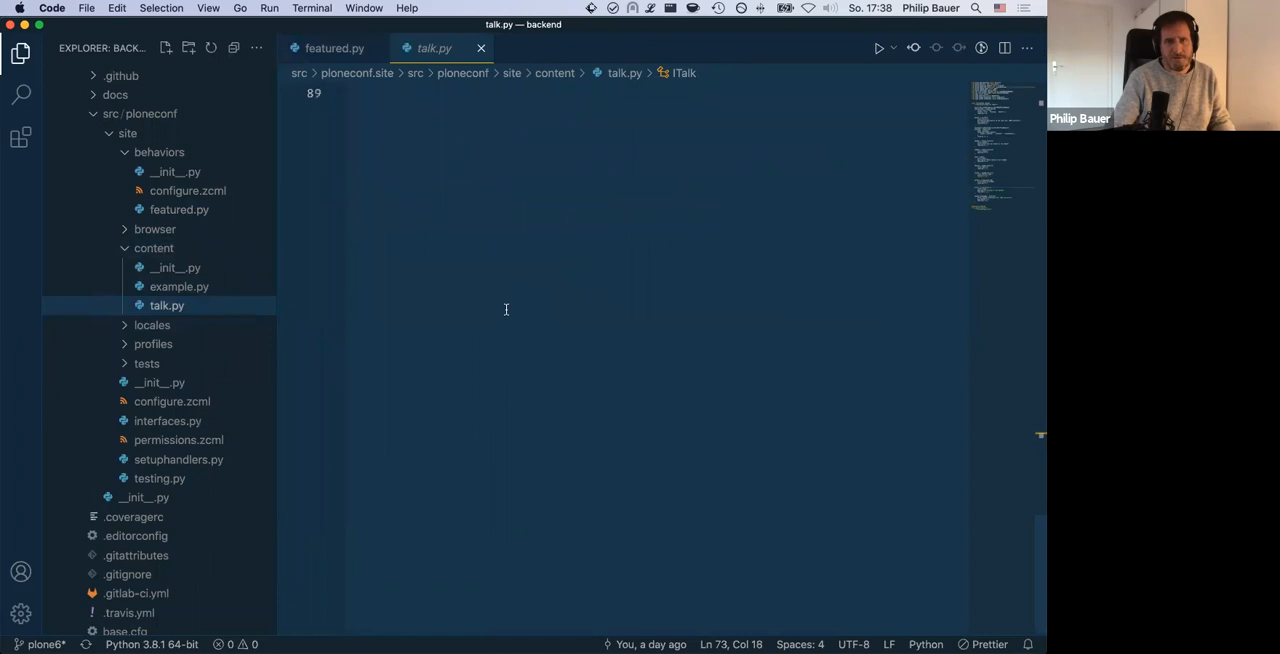 Code File Edit Selection View Go Run Terminal Window Help So. 17:38 Philip Bauer
talk.py — backend
EXPLORER: BACK...
featured.py
talk.py
src > ploneconf.site > src > ploneconf > site > content > talk.py > ITalk
89
.github
docs
src / ploneconf
site
behaviors
__init__.py
configure.zcml
featured.py
browser
content
__init__.py
example.py
talk.py
locales
profiles
tests
__init__.py
configure.zcml
interfaces.py
permissions.zcml
setuphandlers.py
testing.py
__init__.py
.coveragerc
.editorconfig
.gitattributes
.gitignore
.gitlab-ci.yml
.travis.yml
base.cfg
plone6* Python 3.8.1 64-bit 0 0 You, a day ago Ln 73, Col 18 Spaces: 4 UTF-8 LF Python Prettier
Philip Bauer